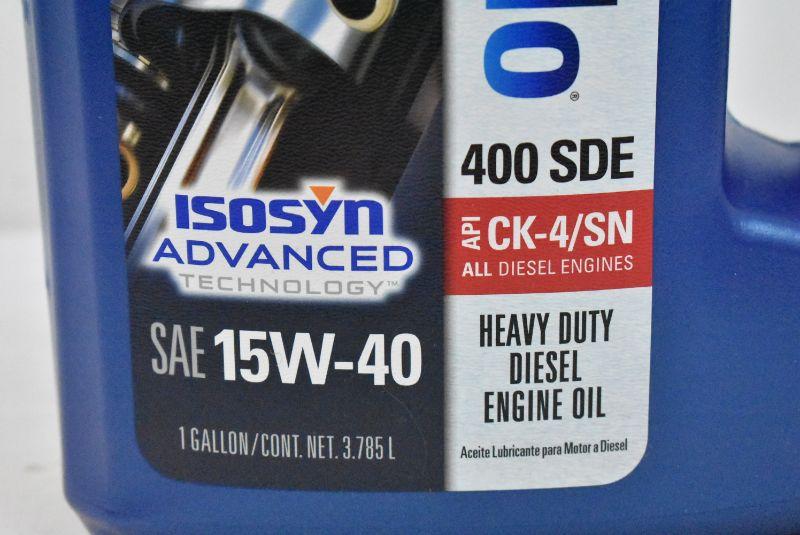 ISOSYN
ADVANCED
TECHNOLOGY™
SAE 15W-40
1 GALLON/CONT. NET. 3.785 L
®
400 SDE
API CK-4/SN
ALL DIESEL ENGINES
HEAVY DUTY
DIESEL
ENGINE OIL
Aceite Lubricante para Motor a Diesel